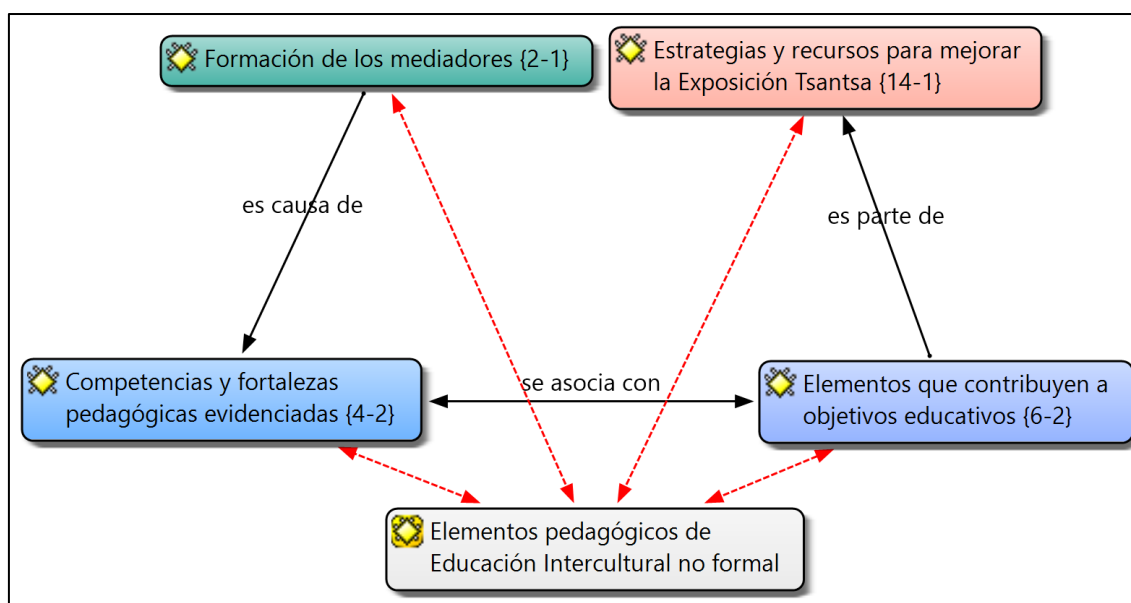 Formación de los mediadores {2-1}
Estrategias y recursos para mejorar
la Exposición Tsantsa {14-1}
es causa de
es parte de
Competencias y fortalezas
pedagógicas evidenciadas {4-2}
se asocia con
Elementos que contribuyen a
objetivos educativos {6-2}
Elementos pedagógicos de
Educación Intercultural no formal